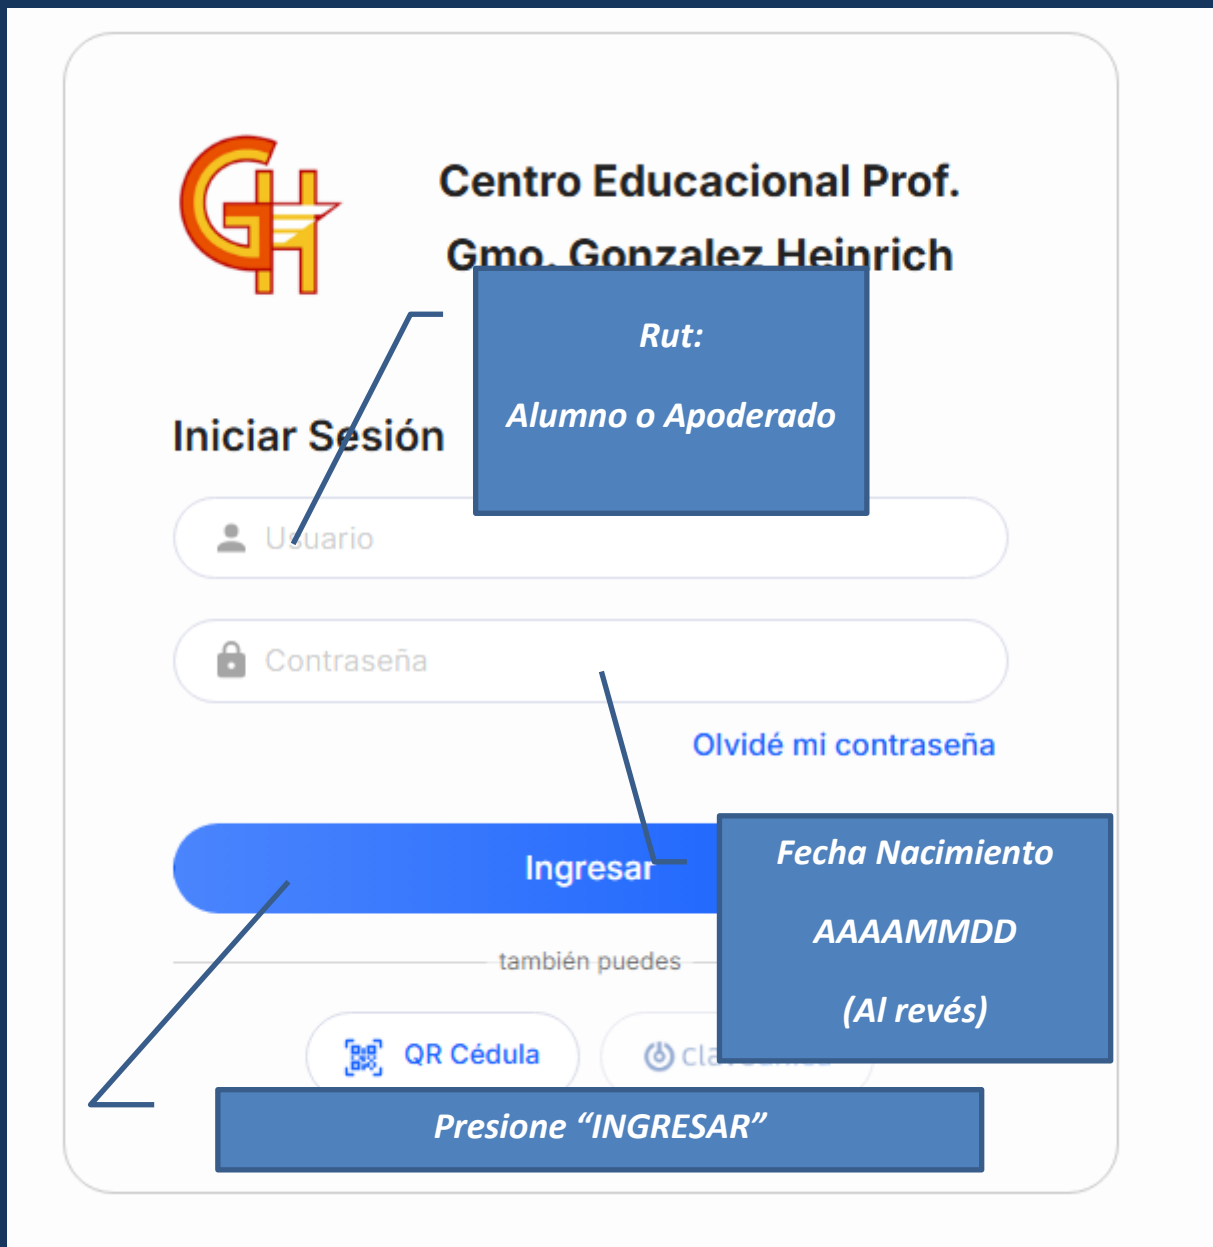 GH
Centro Educacional Prof.
Gmo. Gonzalez Heinrich
Rut:
Alumno o Apoderado
Iniciar Sesión
Usuario
Contraseña
Olvidé mi contraseña
Ingresar
Fecha Nacimiento
AAAAMMDD
(Al revés)
también puedes
QR Cédula
Presione “INGRESAR”